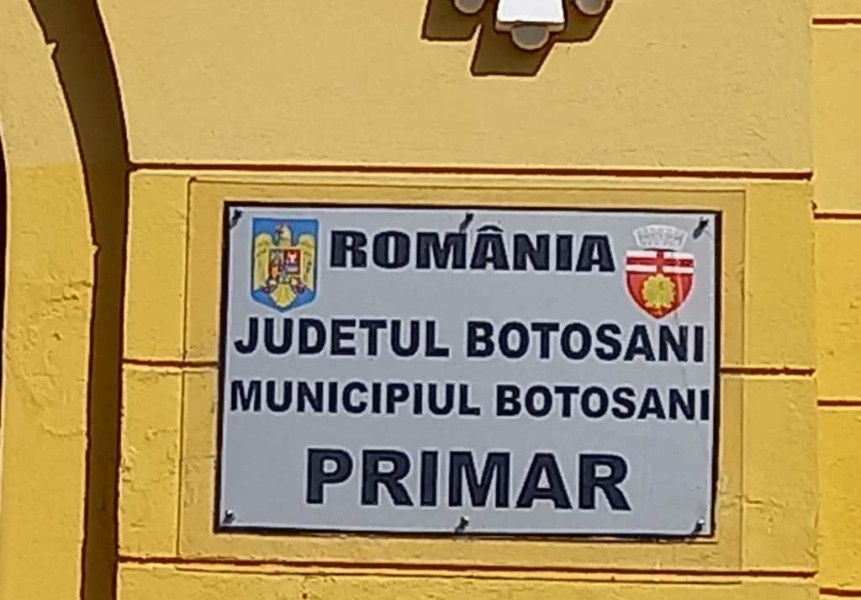 ROMÂNIA
JUDETUL BOTOSANI
MUNICIPIUL BOTOSANI
PRIMAR